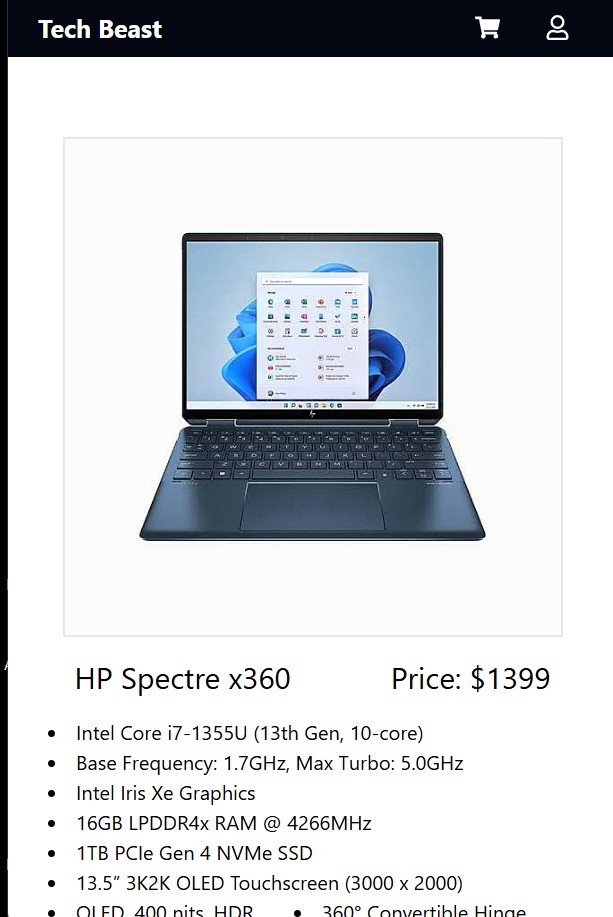 Tech Beast
HP Spectre x360 Price: $1399
Intel Core i7-1355U (13th Gen, 10-core)
Base Frequency: 1.7GHz, Max Turbo: 5.0GHz
Intel Iris Xe Graphics
16GB LPDDR4x RAM @ 4266MHz
1TB PCIe Gen 4 NVMe SSD
13.5” 3K2K OLED Touchscreen (3000 x 2000)
OLED, 400 nits, HDR 360° Convertible Hinge